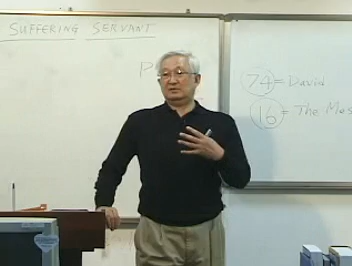 SUFFERING SERVANT
P
74 = David
16 = The Mes